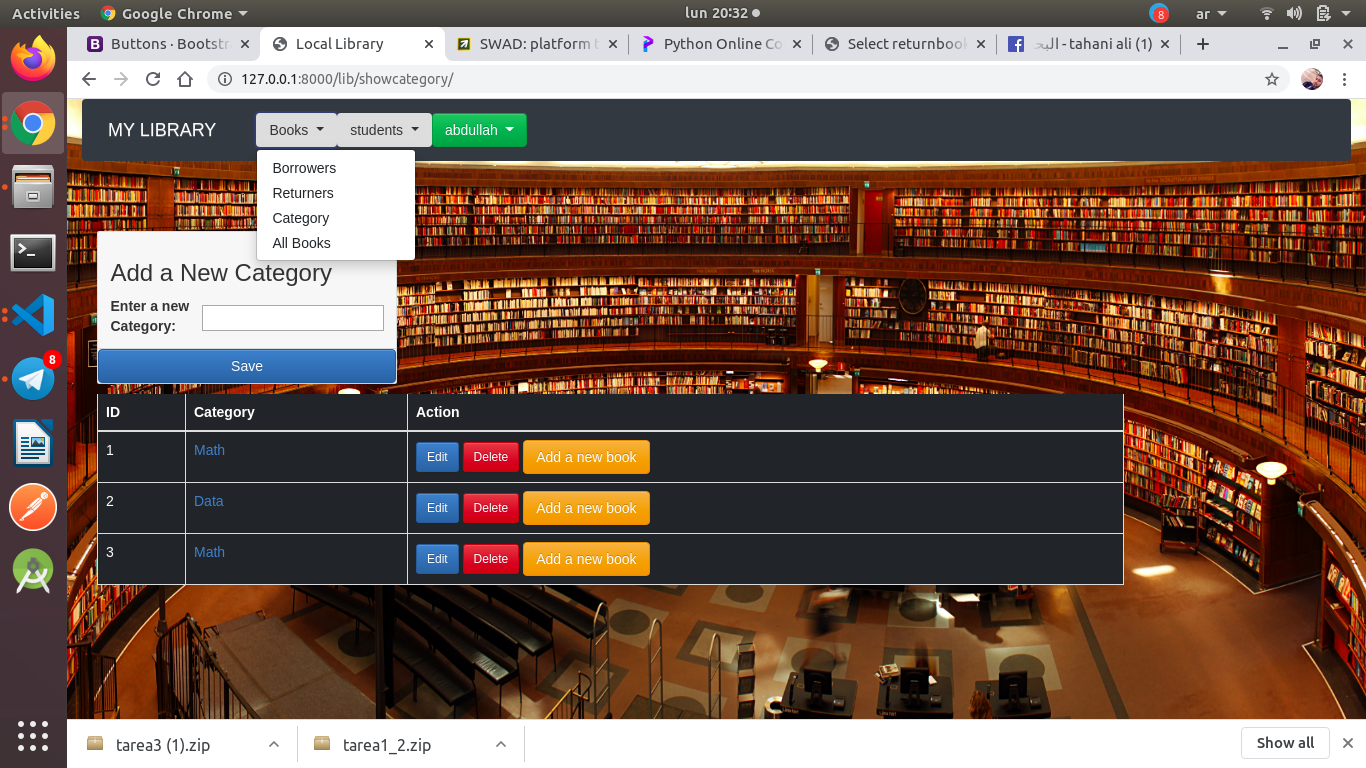 Activities
Google Chrome
lun 20:32
8
ar
Buttons · Bootstr
Local Library
SWAD: platform t
Python Online Co
Select returnbook
(1) tahani ali - البحـ
127.0.0.1:8000/lib/showcategory/
MY LIBRARY
Books
students
abdullah
Borrowers
Returners
Category
All Books
Add a New Category
Enter a new
Category:
Save
ID Category Action
1 Math Edit Delete Add a new book
2 Data Edit Delete Add a new book
3 Math Edit Delete Add a new book
8
tarea3 (1).zip
tarea1_2.zip
Show all